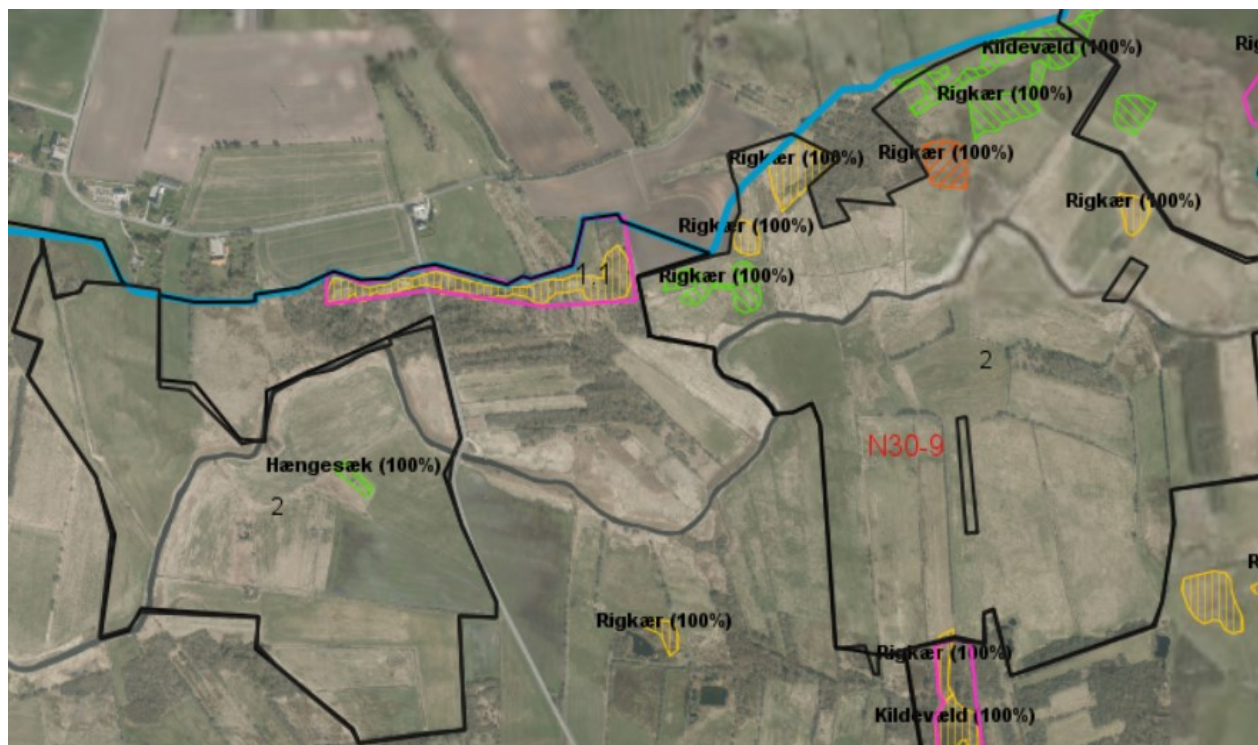 Kildevæld (100%)
Rig
Rigkær (100%)
Rigkær (100%)
Rigkær (100%)
Rigkær (100%)
Rigkær (100%)
1.1
Rigkær (100%)
2
N30-9
Hængesæk (100%)
2
R
Rigkær (100%)
Rigkær (100%)
Kildevæld (100%)